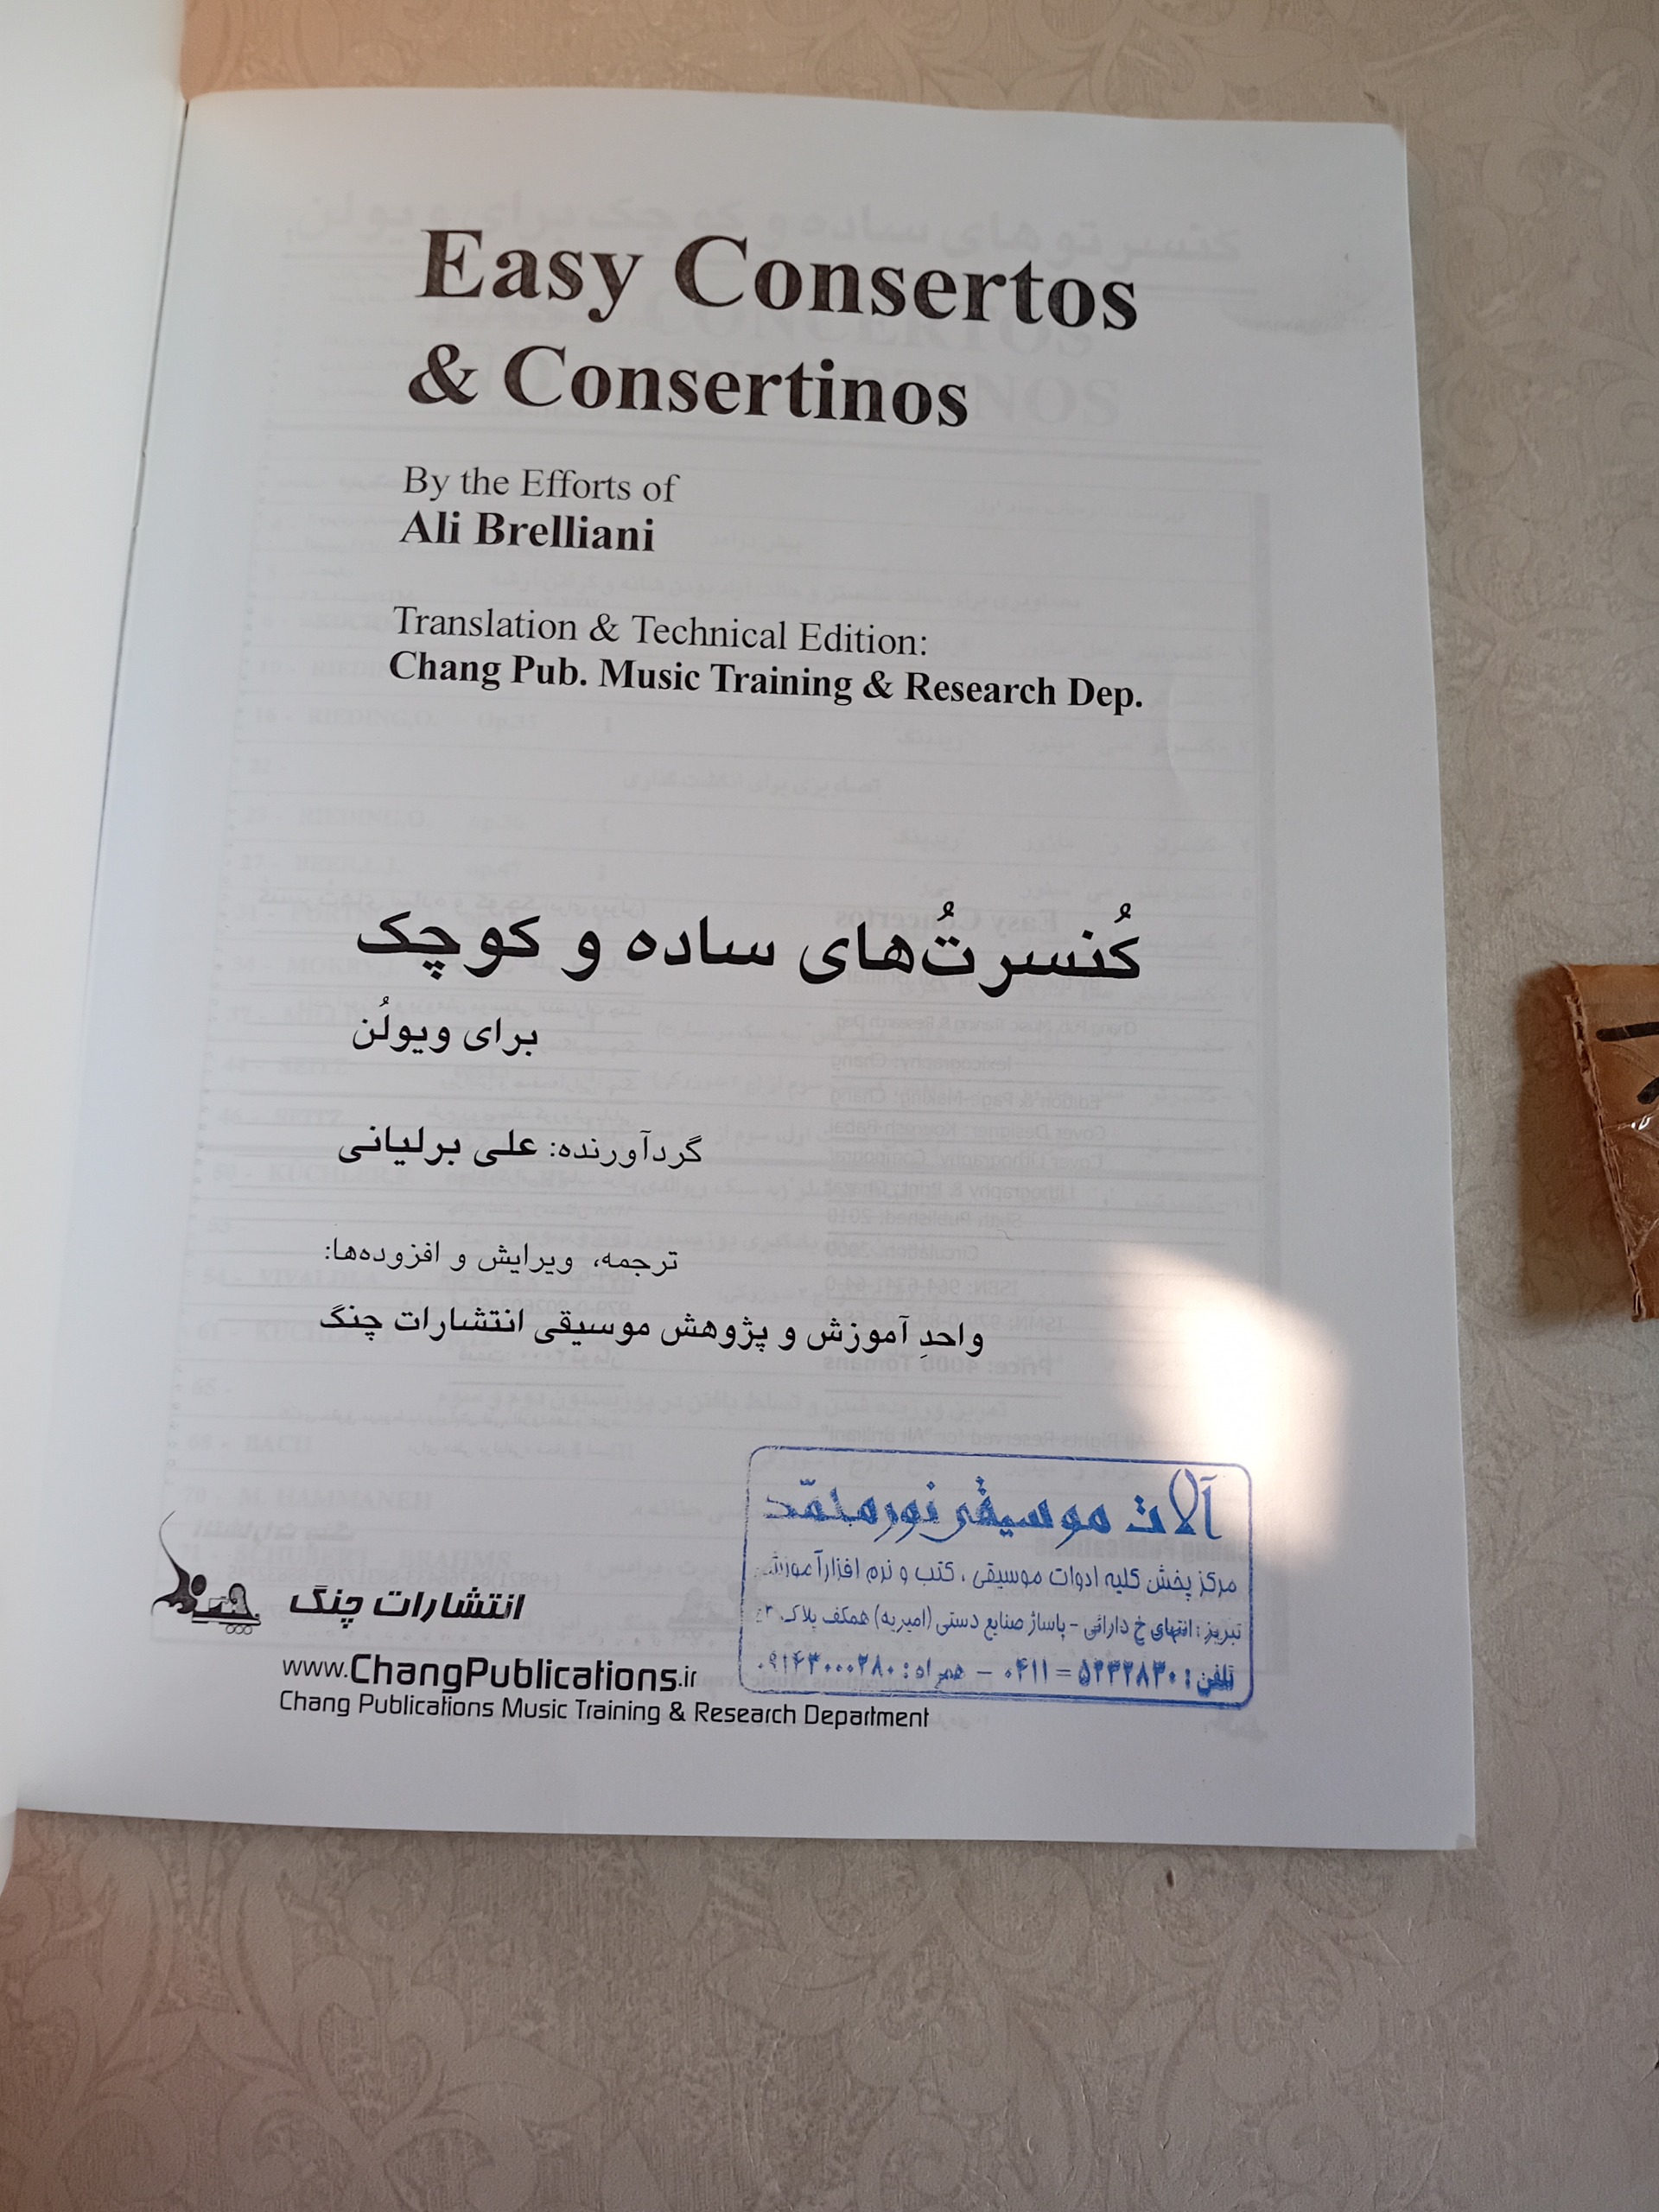 Easy Consertos
& Consertinos
By the Efforts of
Ali Brelliani
Translation & Technical Edition:
Chang Pub. Music Training & Research Dep.
کُنسرتُ‌های ساده و کوچک
برای ویولُن
گردآورنده: علی برلیانی
ترجمه، ویرایش و افزوده‌ها:
واحدِ آموزش و پژوهش موسیقی انتشارات چنگ
آلات موسیقی نورمحمّد
مرکز پخش کلیه ادوات موسیقی، کتب و نرم افزار آموزشی
تبریز: انتهای خ دارائی - پاساژ صنایع دستی (امیریه) همکف پلاک
تلفن: ۵۲۳۲۸۳۰ = ۰۴۱۱ - همراه: ۰۹۱۴۳۰۰۰۲۸۰
انتشارات چنگ
www.ChangPublications.ir
Chang Publications Music Training & Research Department